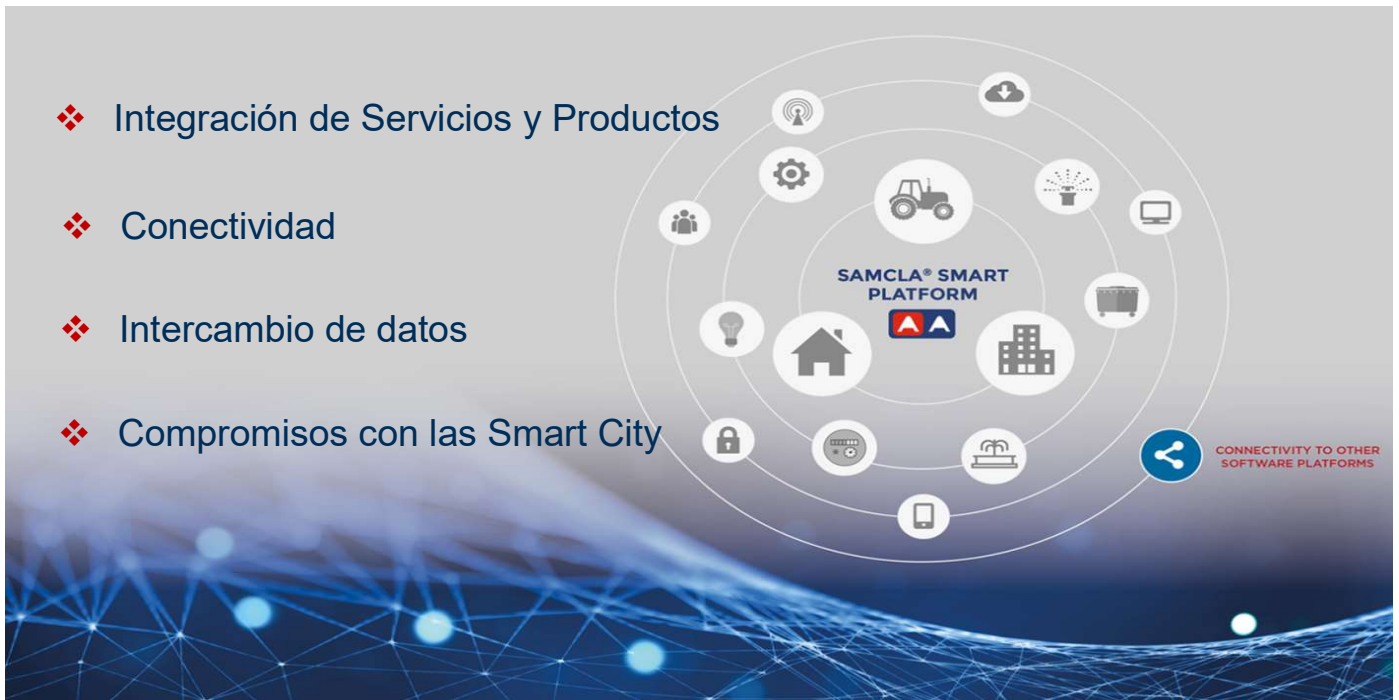 Integración de Servicios y Productos
Conectividad
Intercambio de datos
Compromisos con las Smart City
SAMCLA® SMART
PLATFORM
AA
CONNECTIVITY TO OTHER
SOFTWARE PLATFORMS